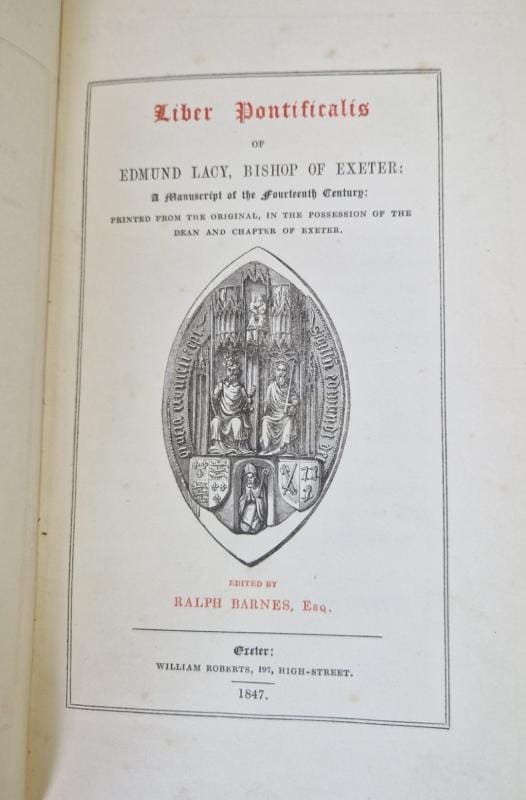 Liber Pontificalis
OF
EDMUND LACY, BISHOP OF EXETER:
A Manuscript of the Fourteenth Century:
PRINTED FROM THE ORIGINAL, IN THE POSSESSION OF THE
DEAN AND CHAPTER OF EXETER.
EDITED BY
RALPH BARNES, Esq.
Exeter:
WILLIAM ROBERTS, 197, HIGH-STREET.
1847.